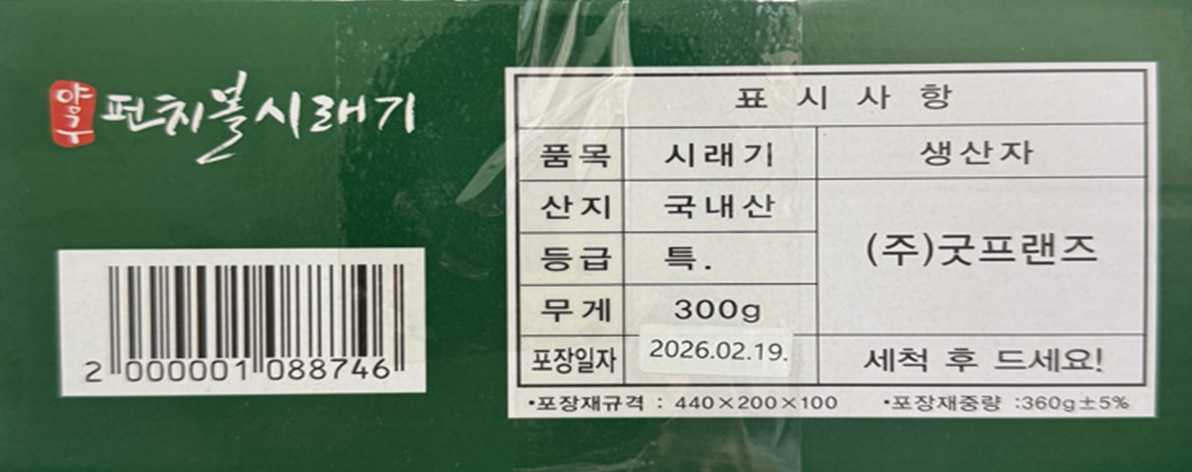 양구 펀치볼시래기
2 000001 088746
표 시 사 항
품목 시래기 생산자
산지 국내산
등급 특.
(주)굿프랜즈
무게 300g
포장일자 2026.02.19. 세척 후 드세요!
•포장재규격 : 440×200×100 •포장재중량 :360g±5%